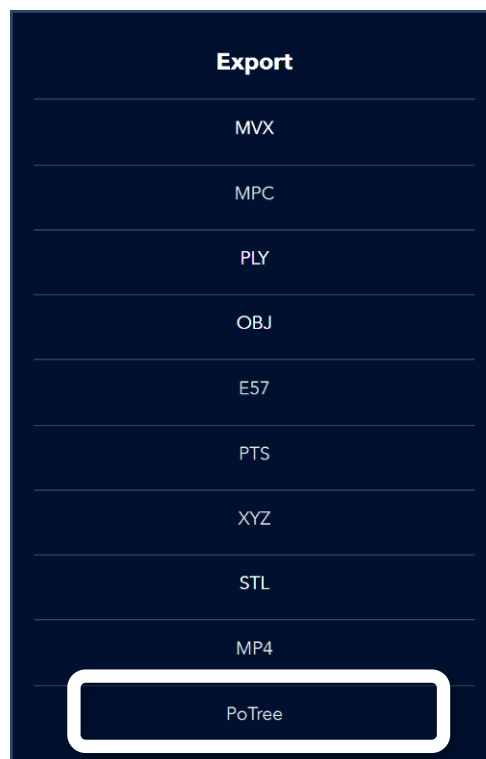 Export
MVX
MPC
PLY
OBJ
E57
PTS
XYZ
STL
MP4
PoTree